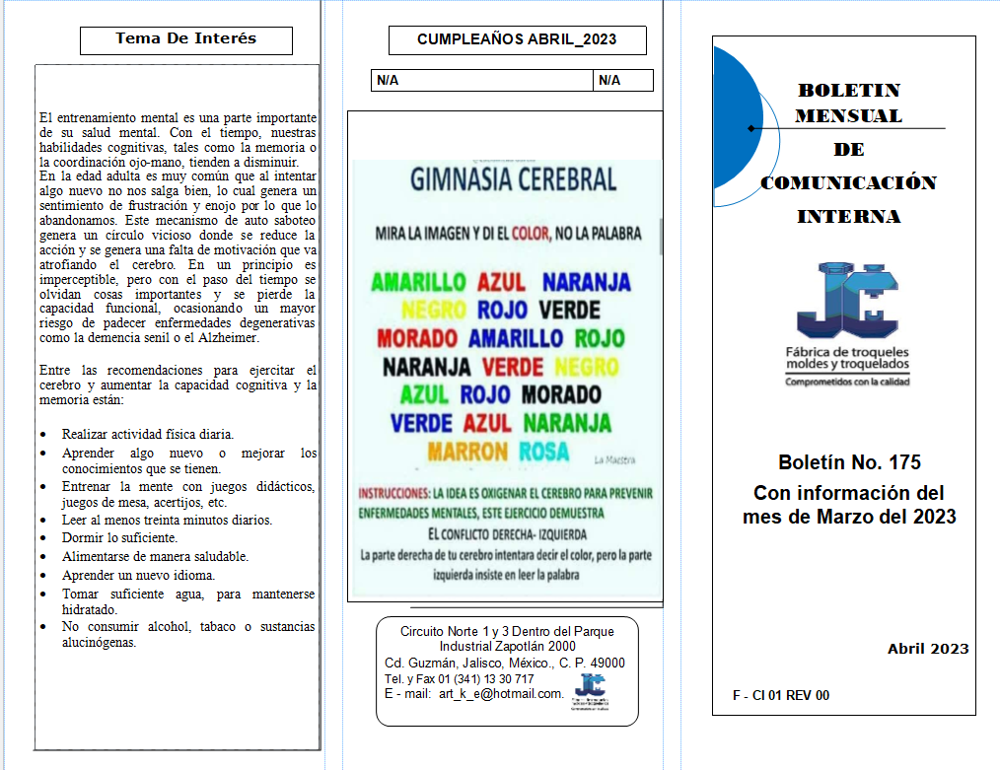 Tema De Interés
El entrenamiento mental es una parte importante
de su salud mental. Con el tiempo, nuestras
habilidades cognitivas, tales como la memoria o
la coordinación ojo-mano, tienden a disminuir.
En la edad adulta es muy común que al intentar
algo nuevo no nos salga bien, lo cual genera un
sentimiento de frustración y enojo por lo que lo
abandonamos. Este mecanismo de auto saboteo
genera un círculo vicioso donde se reduce la
acción y se genera una falta de motivación que va
atrofiando el cerebro. En un principio es
imperceptible, pero con el paso del tiempo se
olvidan cosas importantes y se pierde la
capacidad funcional, ocasionando un mayor
riesgo de padecer enfermedades degenerativas
como la demencia senil o el Alzheimer.
Entre las recomendaciones para ejercitar el
cerebro y aumentar la capacidad cognitiva y la
memoria están:
• Realizar actividad física diaria.
• Aprender algo nuevo o mejorar los
conocimientos que se tienen.
• Entrenar la mente con juegos didácticos,
juegos de mesa, acertijos, etc.
• Leer al menos treinta minutos diarios.
• Dormir lo suficiente.
• Alimentarse de manera saludable.
• Aprender un nuevo idioma.
• Tomar suficiente agua, para mantenerse
hidratado.
• No consumir alcohol, tabaco o sustancias
alucinógenas.
CUMPLEAÑOS ABRIL_2023
N/A N/A
GIMNASIA CEREBRAL
MIRA LA IMAGEN Y DI EL COLOR, NO LA PALABRA
AMARILLO AZUL NARANJA
NEGRO ROJO VERDE
MORADO AMARILLO ROJO
NARANJA VERDE NEGRO
AZUL ROJO MORADO
VERDE AZUL NARANJA
MARRON ROSA
La Maestra
INSTRUCCIONES: LA IDEA ES OXIGENAR EL CEREBRO PARA PREVENIR
ENFERMEDADES MENTALES, ESTE EJERCICIO DEMUESTRA
EL CONFLICTO DERECHA- IZQUIERDA
La parte derecha de tu cerebro intentara decir el color, pero la parte
izquierda insiste en leer la palabra
Circuito Norte 1 y 3 Dentro del Parque
Industrial Zapotlán 2000
Cd. Guzmán, Jalisco, México., C. P. 49000
Tel. y Fax 01 (341) 13 30 717
E - mail: art_k_e@hotmail.com.
BOLETIN
MENSUAL
DE
COMUNICACIÓN
INTERNA
Fábrica de troqueles
moldes y troquelados
Comprometidos con la calidad
Boletín No. 175
Con información del
mes de Marzo del 2023
Abril 2023
F - CI 01 REV 00